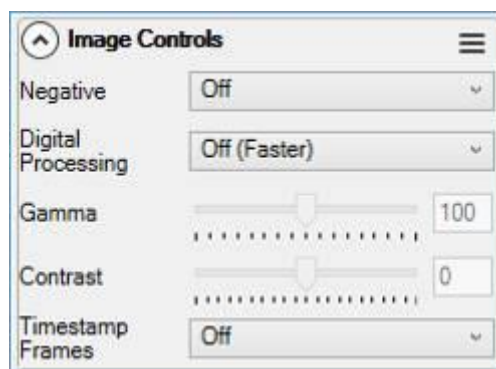 Image Controls
Negative
Off
Digital
Processing
Off (Faster)
Gamma
100
Contrast
0
Timestamp
Frames
Off